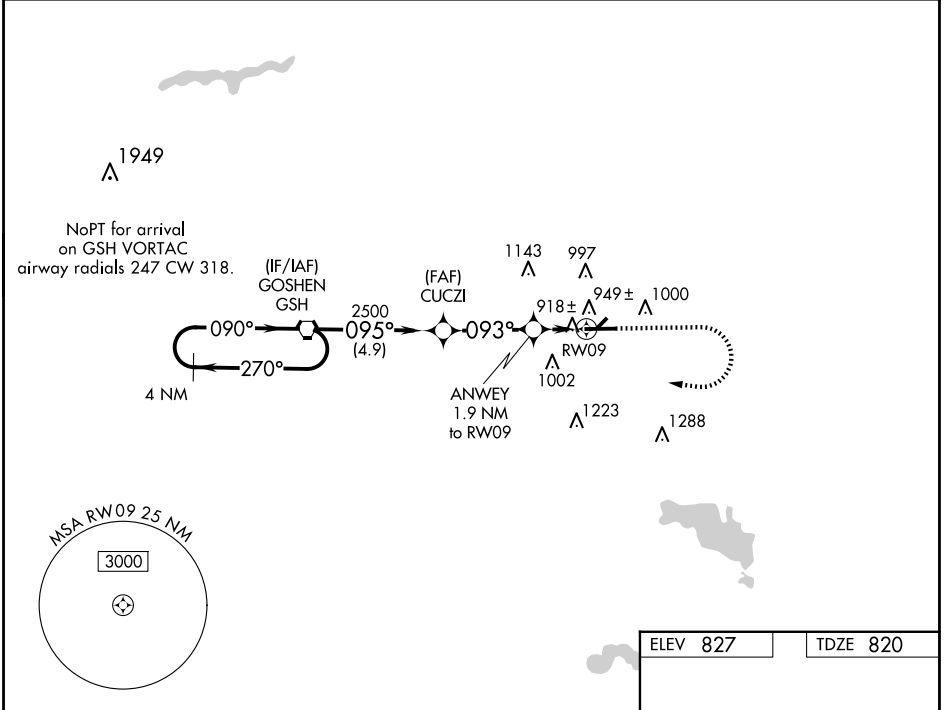 1949
NoPT for arrival
on GSH VORTAC
airway radials 247 CW 318.
(IF/IAF)
GOSHEN
GSH
(FAF)
CUCZI
1143
997
918±
949±
1000
090°
2500
095°
(4.9)
093°
RW09
270°
4 NM
1002
ANWEY
1.9 NM
to RW09
1223
1288
MSA RW09 25 NM
3000
ELEV 827
TDZE 820